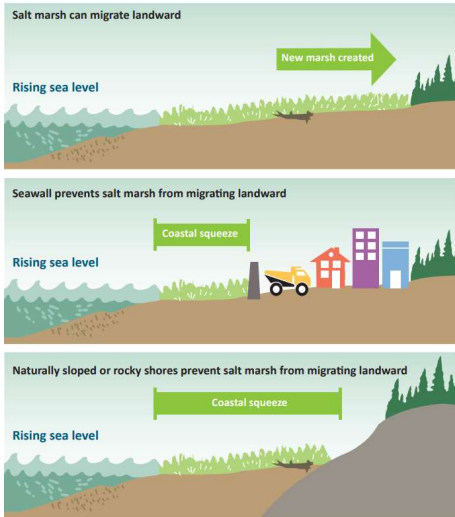 Salt marsh can migrate landward
New marsh created
Rising sea level
Seawall prevents salt marsh from migrating landward
Coastal squeeze
Rising sea level
Naturally sloped or rocky shores prevent salt marsh from migrating landward
Coastal squeeze
Rising sea level